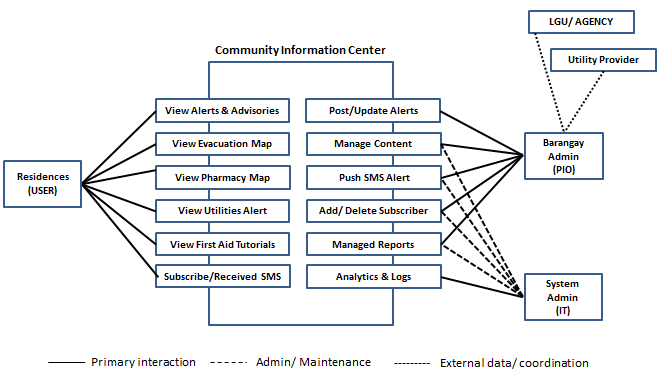 LGU/ AGENCY
Utility Provider
Community Information Center
View Alerts & Advisories
Post/Update Alerts
View Evacuation Map
Manage Content
Barangay
Admin
(PIO)
Residences
(USER)
View Pharmacy Map
Push SMS Alert
View Utilities Alert
Add/ Delete Subscriber
View First Aid Tutorials
Managed Reports
Subscribe/Received SMS
Analytics & Logs
System
Admin
(IT)
Primary interaction
Admin/ Maintenance
External data/ coordination